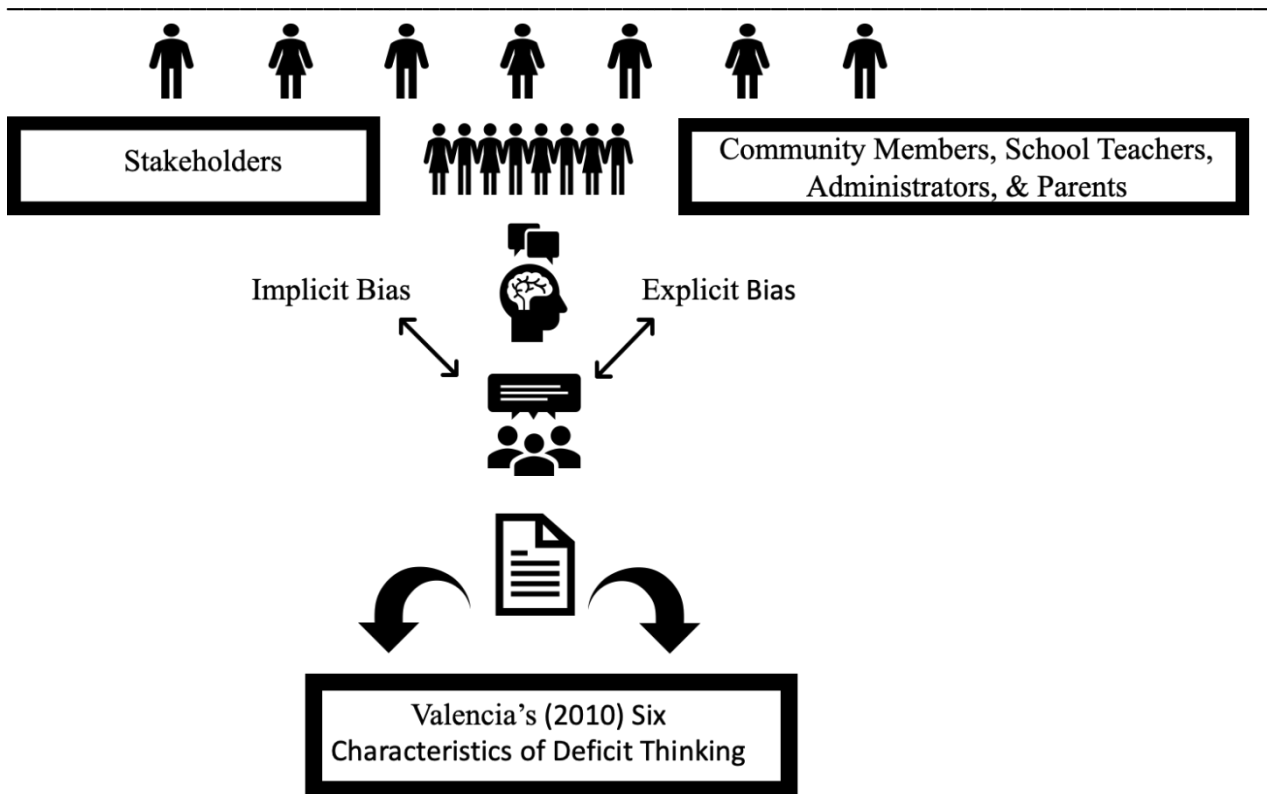 Stakeholders
Community Members, School Teachers,
Administrators, & Parents
Implicit Bias
Explicit Bias
Valencia’s (2010) Six
Characteristics of Deficit Thinking